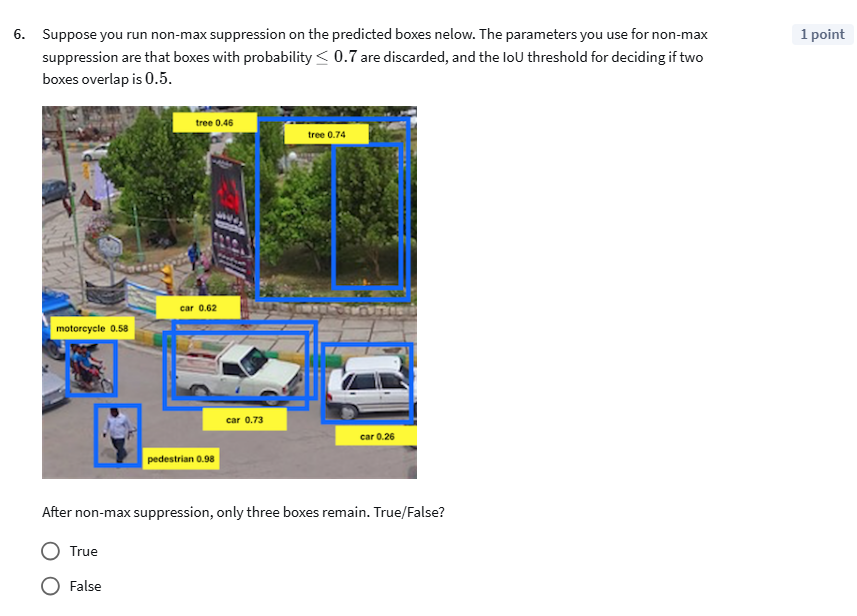 6. Suppose you run non-max suppression on the predicted boxes nelow. The parameters you use for non-max
1 point
suppression are that boxes with probability ≤ 0.7 are discarded, and the IoU threshold for deciding if two
boxes overlap is 0.5.
tree 0.46
tree 0.74
car 0.62
motorcycle 0.58
car 0.73
car 0.26
pedestrian 0.98
After non-max suppression, only three boxes remain. True/False?
True
False